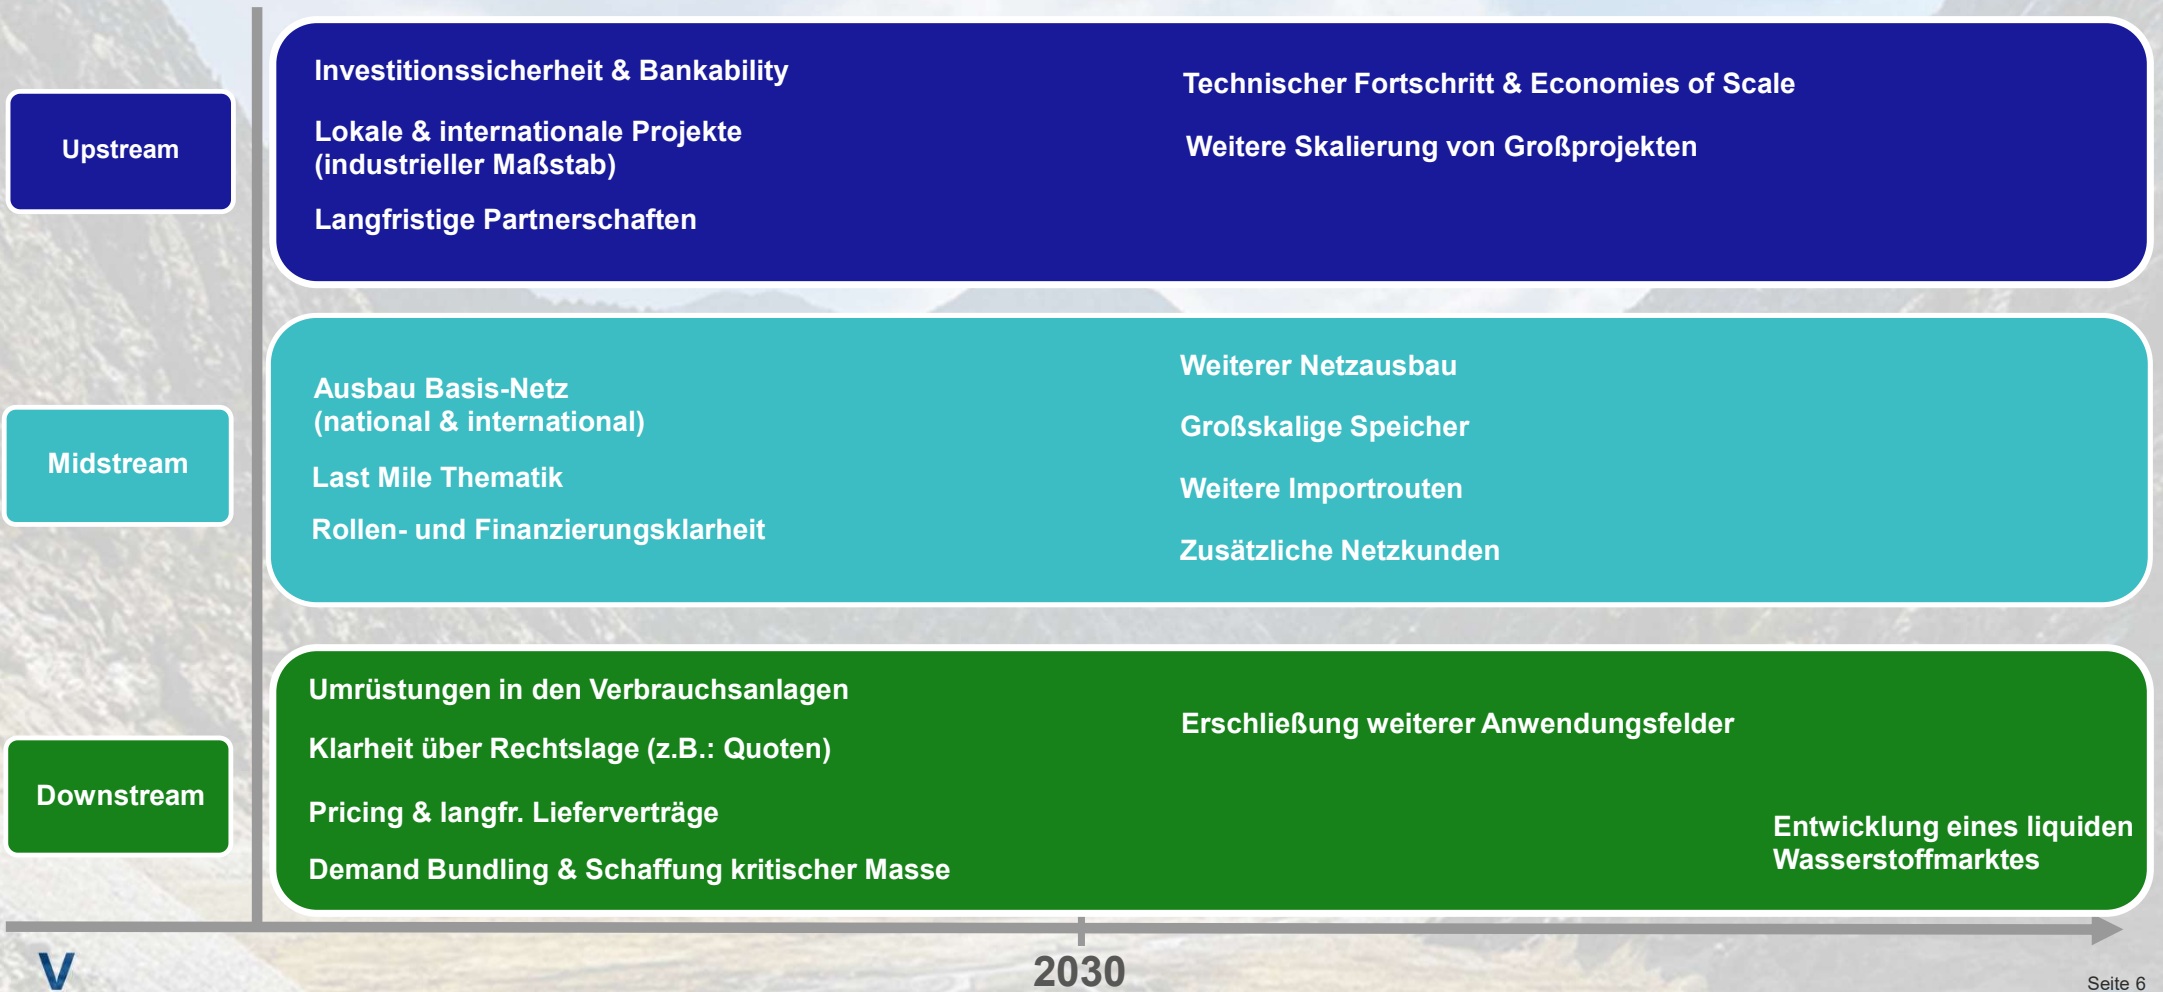 Upstream
Investitionssicherheit & Bankability
Lokale & internationale Projekte
(industrieller Maßstab)
Langfristige Partnerschaften
Technischer Fortschritt & Economies of Scale
Weitere Skalierung von Großprojekten
Midstream
Ausbau Basis-Netz
(national & international)
Last Mile Thematik
Rollen- und Finanzierungsklarheit
Weiterer Netzausbau
Großskalige Speicher
Weitere Importrouten
Zusätzliche Netzkunden
Downstream
Umrüstungen in den Verbrauchsanlagen
Klarheit über Rechtslage (z.B.: Quoten)
Pricing & langfr. Lieferverträge
Demand Bundling & Schaffung kritischer Masse
Erschließung weiterer Anwendungsfelder
Entwicklung eines liquiden
Wasserstoffmarktes
2030
V
Seite 6